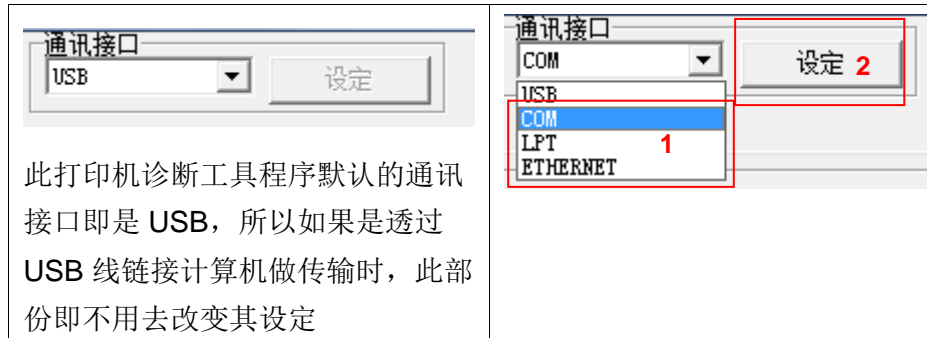 通讯接口
USB
设定
此打印机诊断工具程序默认的通讯
接口即是 USB，所以如果是透过
USB 线链接计算机做传输时，此部
份即不用去改变其设定
通讯接口
COM
设定 2
USB
COM
LPT 1
ETHERNET